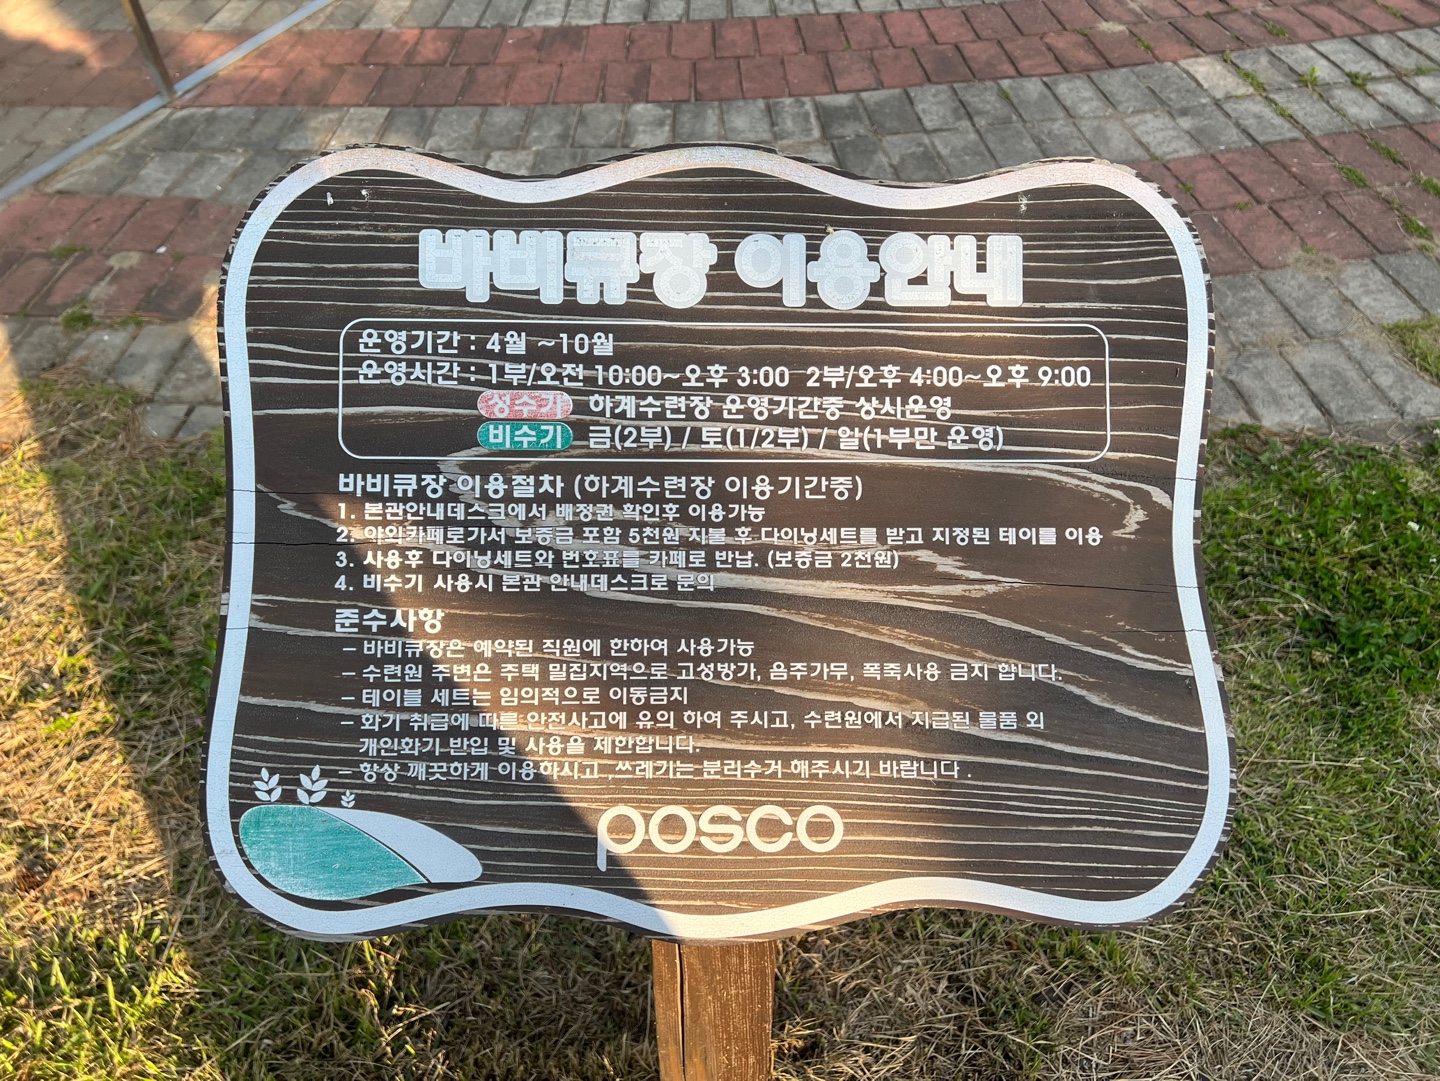 바비큐장 이용안내
운영기간 : 4월 ~10월
운영시간 : 1부/오전 10:00~오후 3:00 2부/오후 4:00~오후 9:00
성수기 하계수련장 운영기간중 상시운영
비수기 금(2부) / 토(1/2부) / 알(1부만 운영)
바비큐장 이용절차 (하계수련장 이용기간중)
1. 본관안내데스크에서 배정권 확인후 이용가능
2. 야외카페로가서 보증금 포함 5천원 지불 후 다이닝세트를 받고 지정된 테이를 이용
3. 사용후 다이닝세트와 번호표를 카페로 반납. (보증금 2천원)
4. 비수기 사용시 본관 안내데스크로 문의
준수사항
– 바비큐장은 예약된 직원에 한하여 사용가능
– 수련원 주변은 주택 밀집지역으로 고성방가, 음주가무, 폭죽사용 금지 합니다.
– 테이블 세트는 임의적으로 이동금지
– 화기 취급에 따른 안전사고에 유의 하여 주시고, 수련원에서 지급된 물품 외
개인화기 반입 및 사용을 제한합니다.
– 항상 깨끗하게 이용하시고 ,쓰레기는 분리수거 해주시기 바랍니다 .
posco